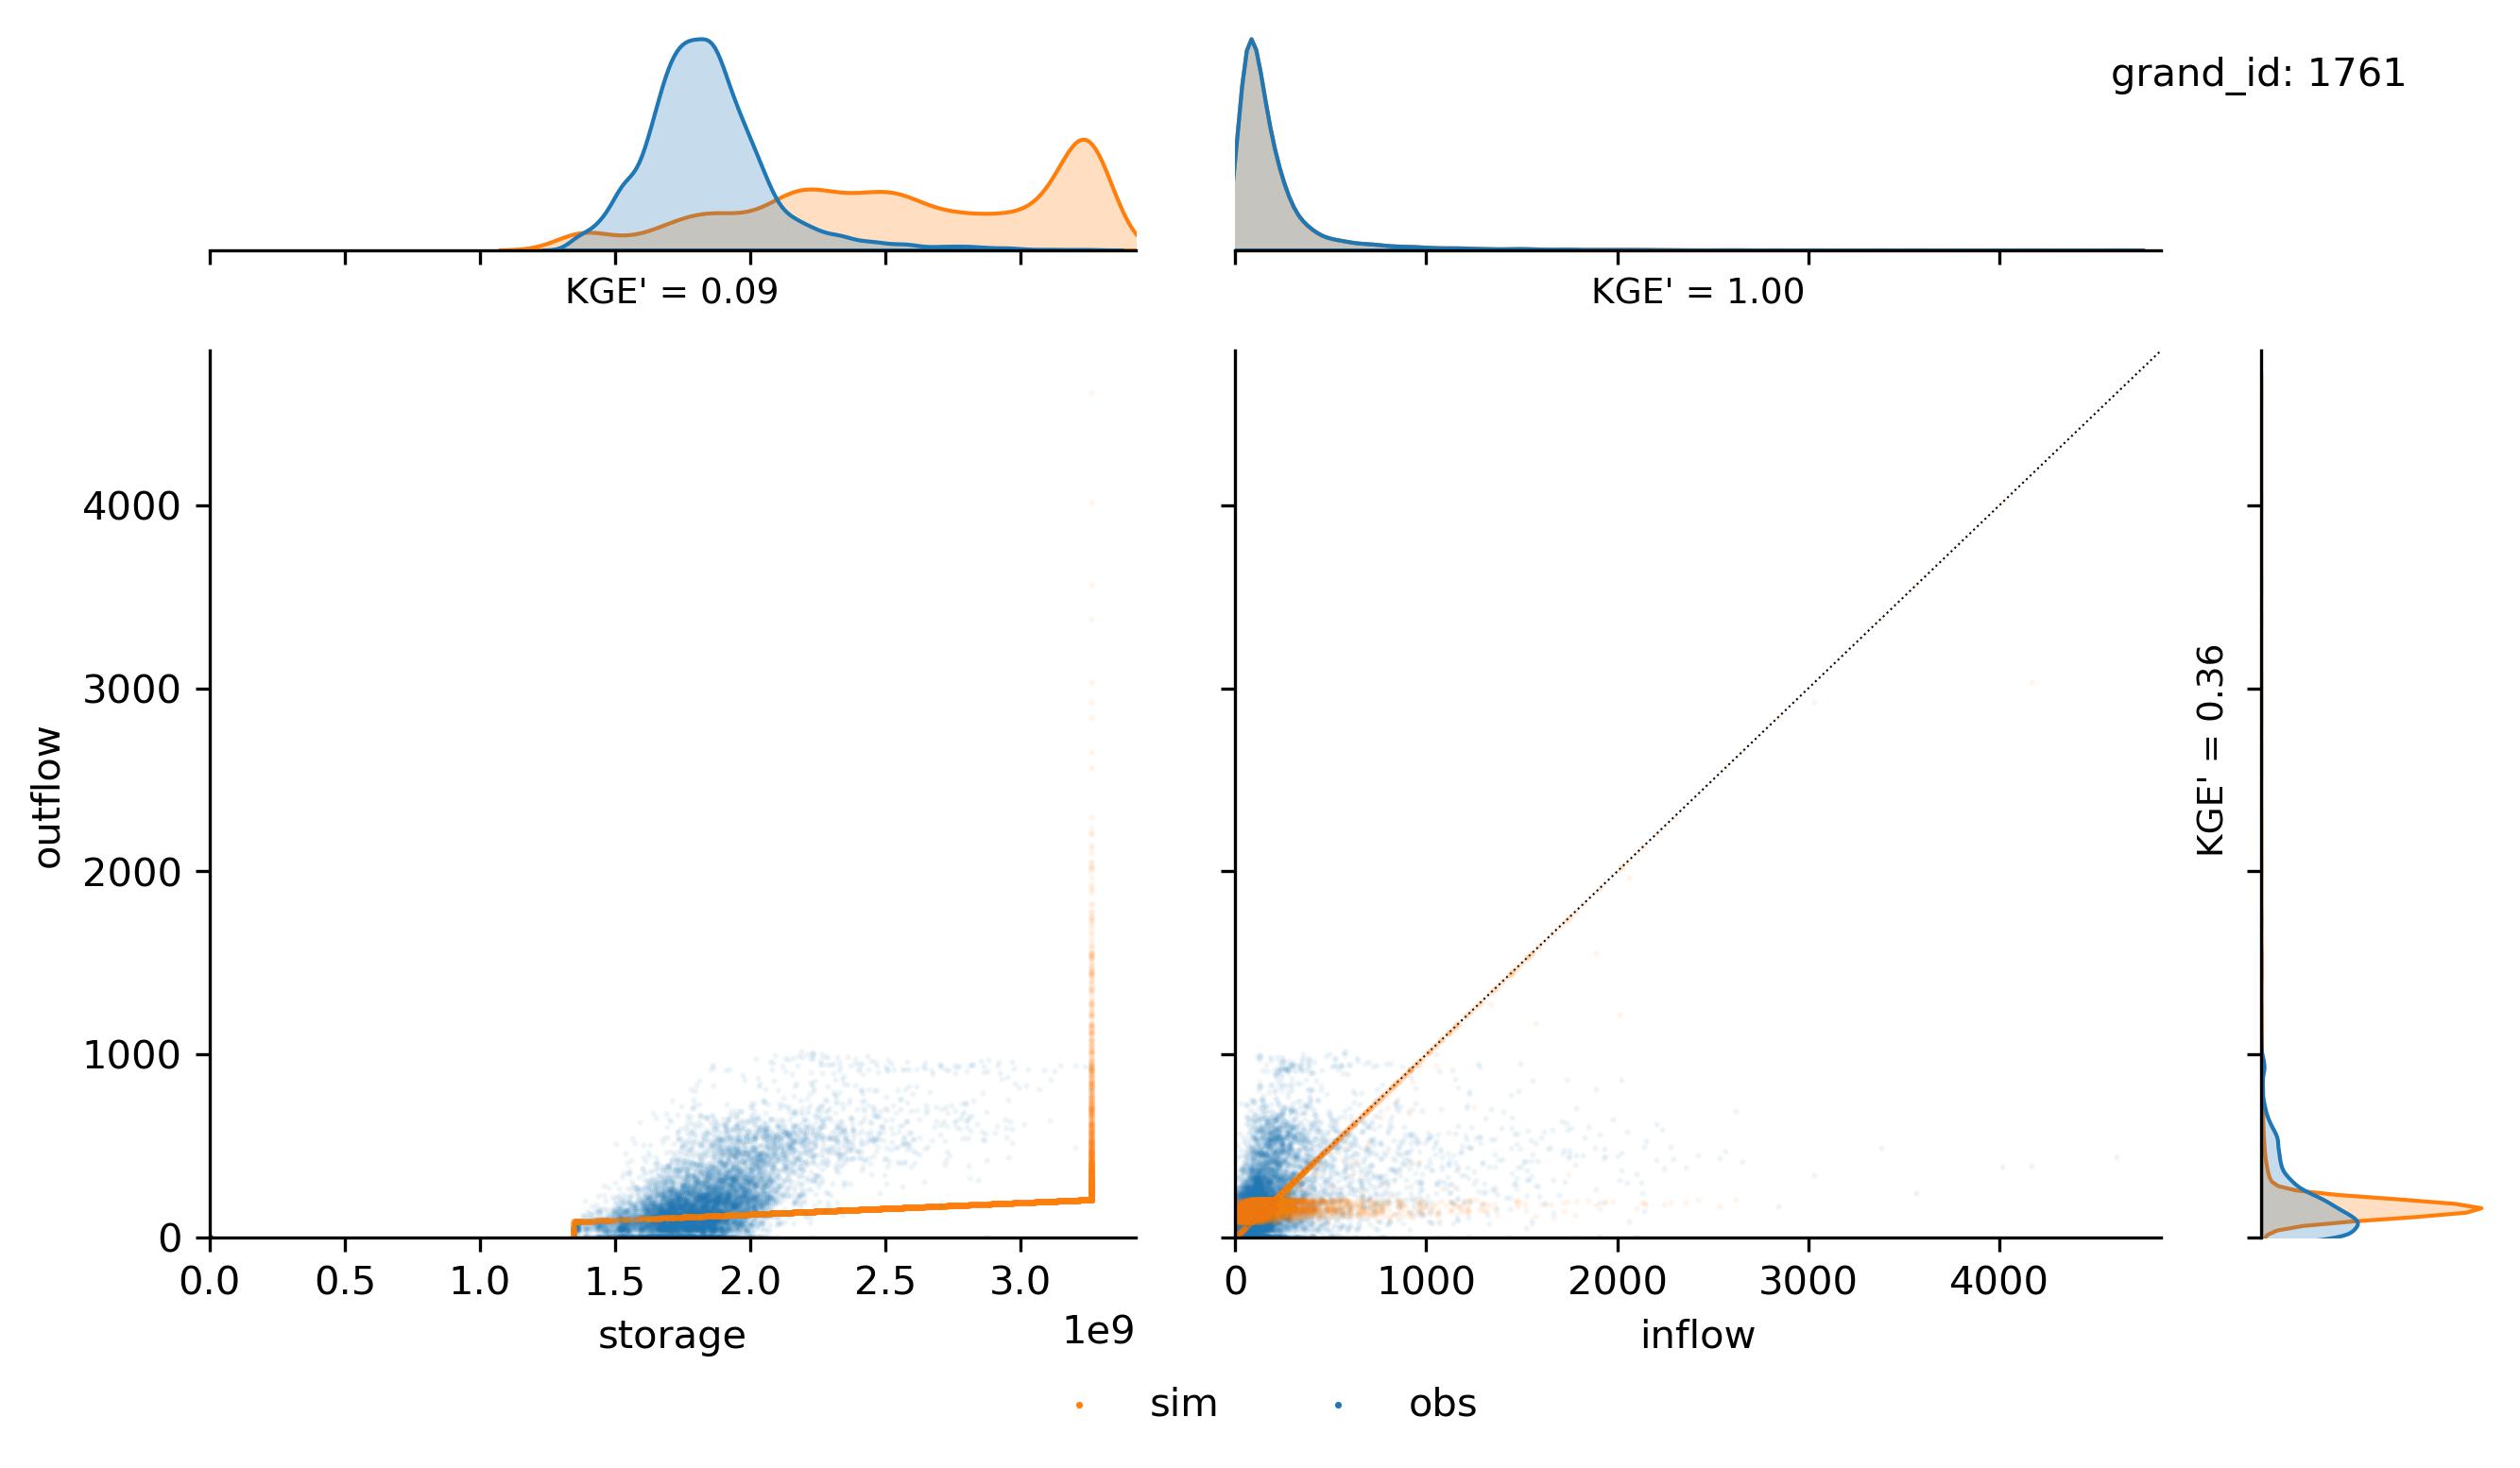 grand_id: 1761
KGE' = 0.09
KGE' = 1.00
outflow
4000
3000
2000
1000
0
0.0 0.5 1.0 1.5 2.0 2.5 3.0
storage
1e9
0 1000 2000 3000 4000
inflow
KGE' = 0.36
sim obs